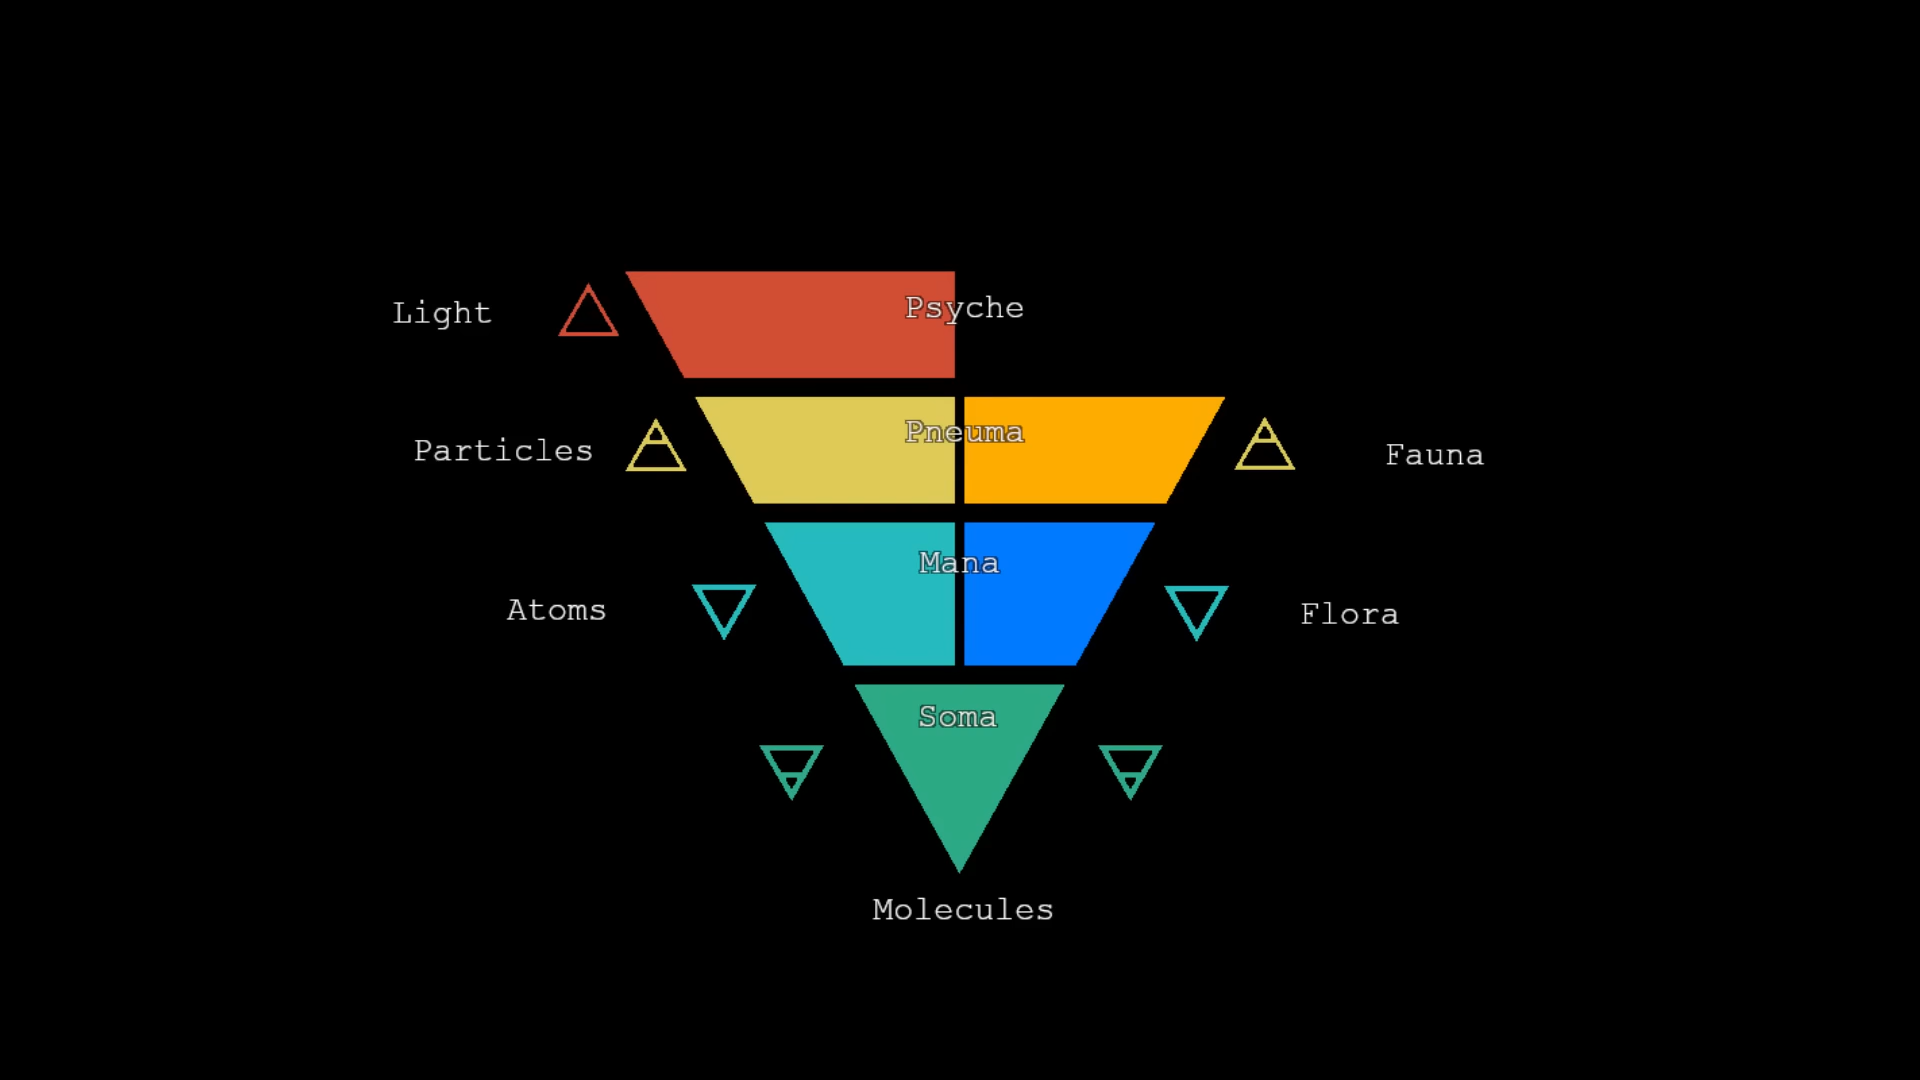 Light
Psyche
Particles
Pneuma
Fauna
Atoms
Mana
Flora
Soma
Molecules